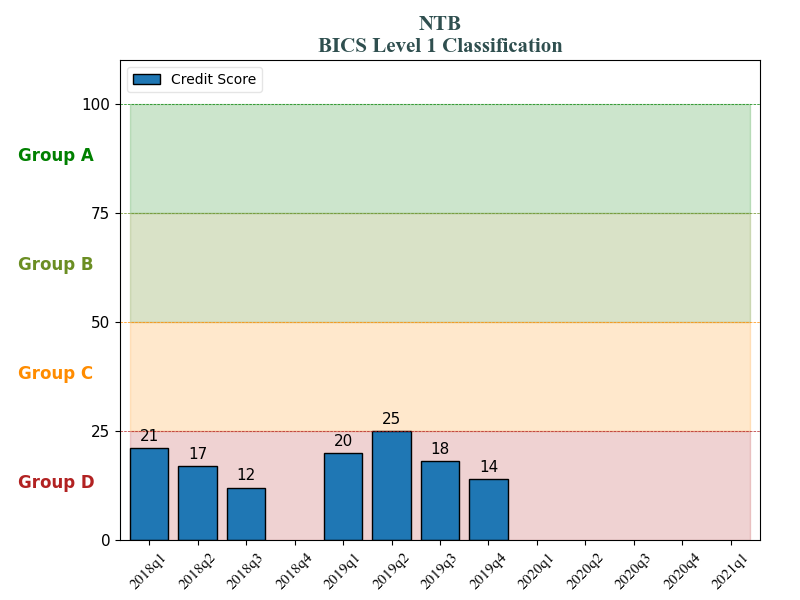 NTB
BICS Level 1 Classification
Credit Score
100
Group A
75
Group B
50
Group C
25
Group D
0
21
17
12
20
25
18
14
2018q1
2018q2
2018q3
2018q4
2019q1
2019q2
2019q3
2019q4
2020q1
2020q2
2020q3
2020q4
2021q1